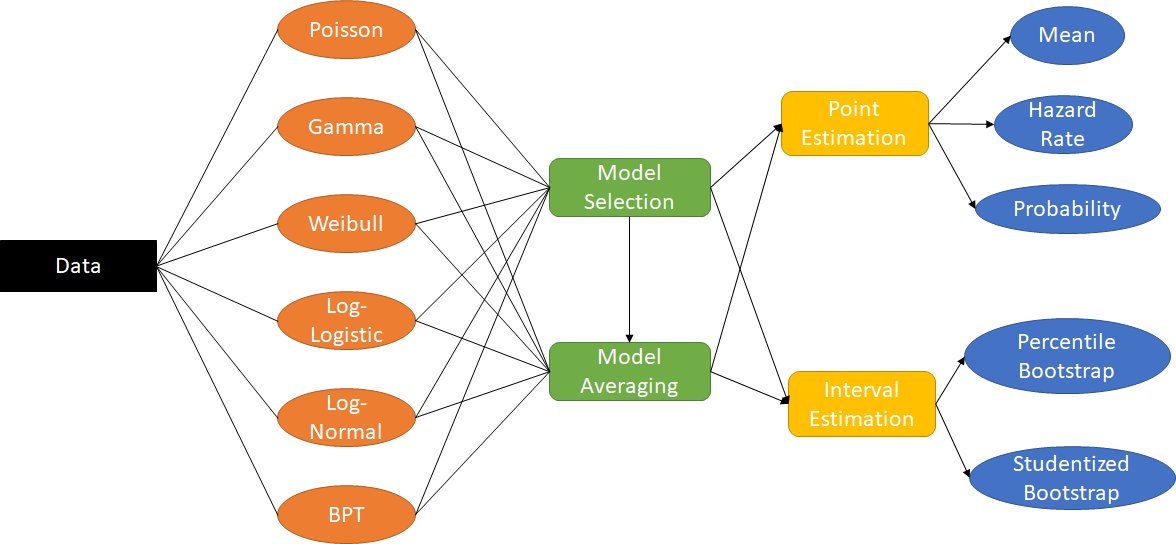 Data
Poisson
Gamma
Weibull
Log-
Logistic
Log-
Normal
BPT
Model
Selection
Model
Averaging
Point
Estimation
Interval
Estimation
Mean
Hazard
Rate
Probability
Percentile
Bootstrap
Studentized
Bootstrap